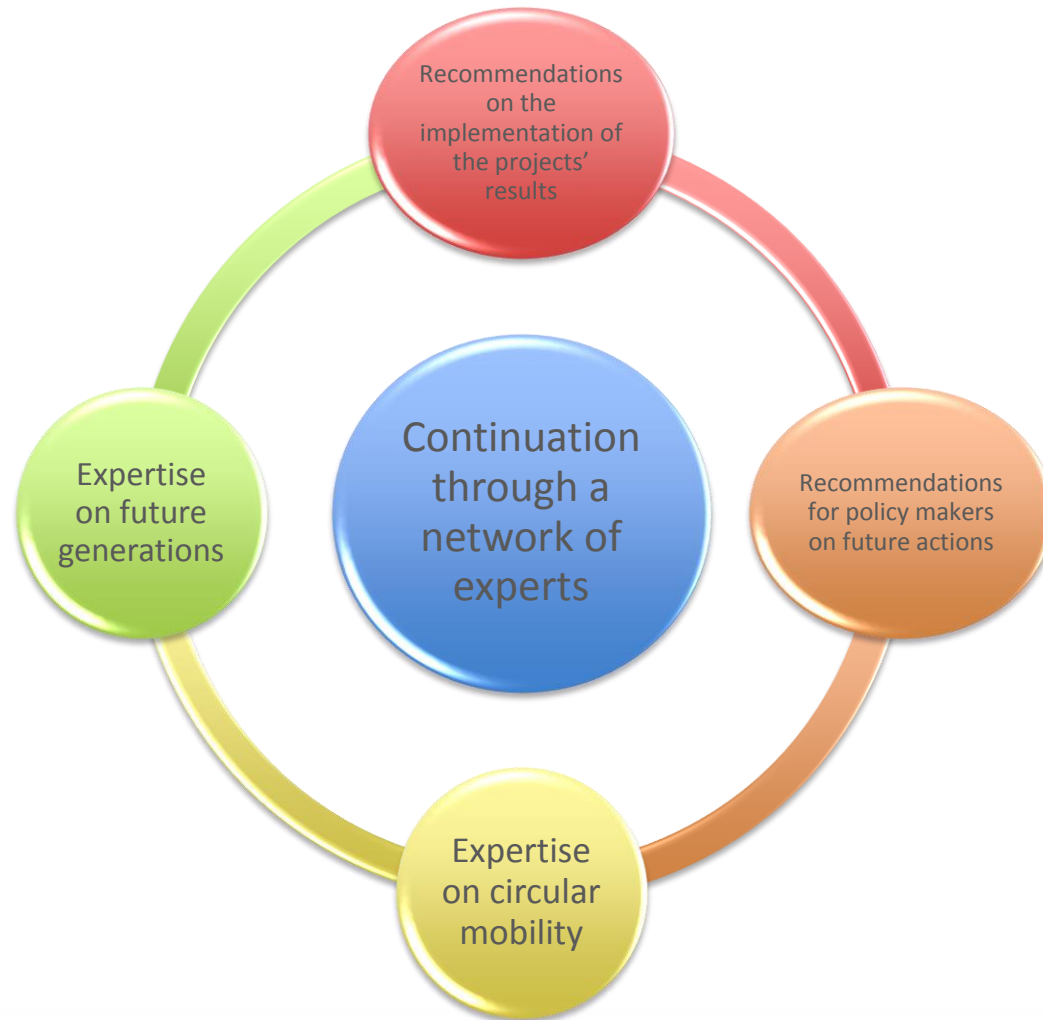 Recommendations
on the
implementation of
the projects’
results
Continuation
through a
network of
experts
Recommendations
for policy makers
on future actions
Expertise
on circular
mobility
Expertise
on future
generations